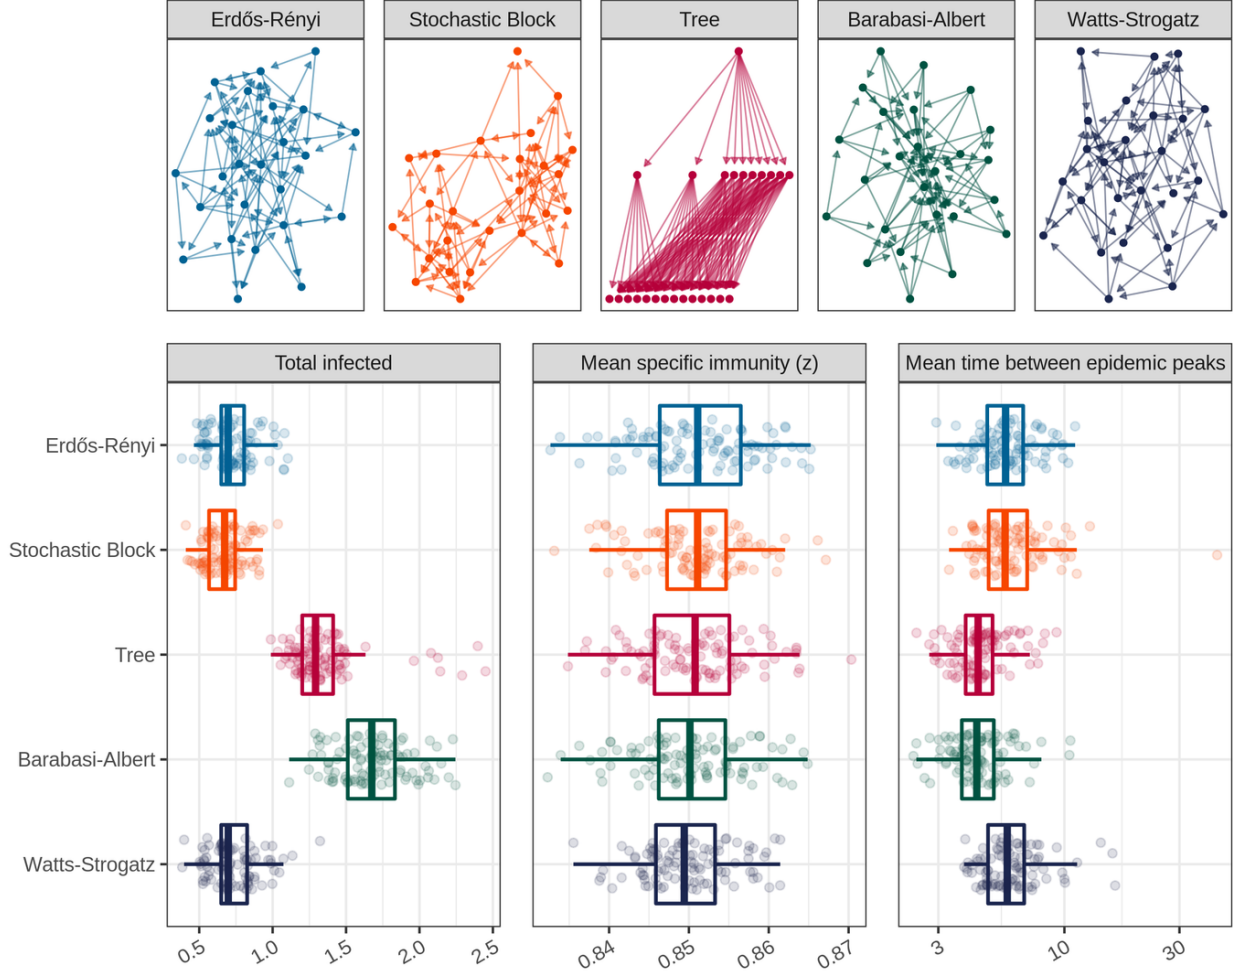 Erdős-Rényi Stochastic Block Tree Barabasi-Albert Watts-Strogatz
Total infected Mean specific immunity (z) Mean time between epidemic peaks
Erdős-Rényi
Stochastic Block
Tree
Barabasi-Albert
Watts-Strogatz
0.5 1.0 1.5 2.0 2.5 0.84 0.85 0.86 0.87 3 10 30